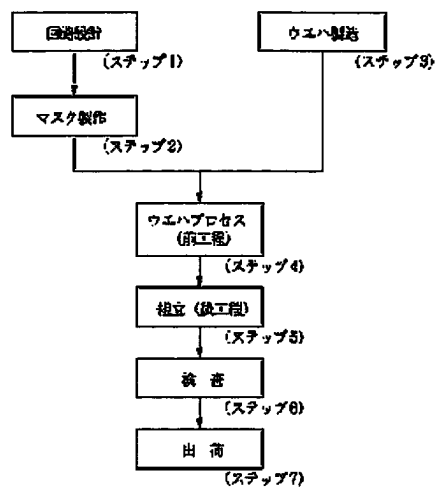 回路設計
(ステップ1)
ウエハ製造
(ステップ3)
マスク製作
(ステップ2)
ウエハプロセス
(前工程)
(ステップ4)
組立 (後工程)
(ステップ5)
検 査
(ステップ6)
出 荷
(ステップ7)